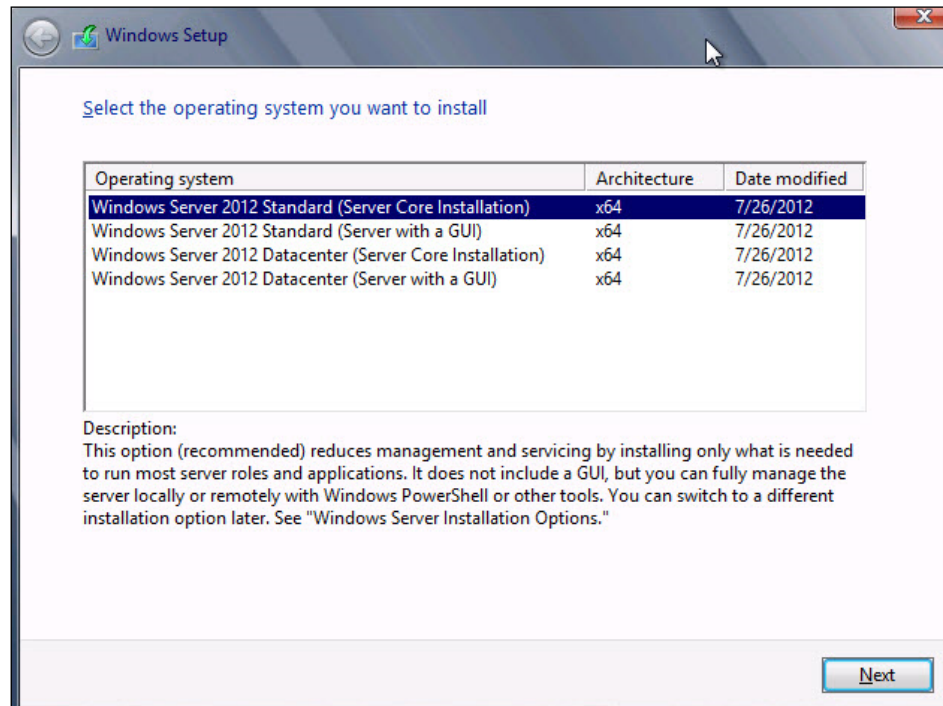 Windows Setup
Select the operating system you want to install
Operating system Architecture Date modified
Windows Server 2012 Standard (Server Core Installation) x64 7/26/2012
Windows Server 2012 Standard (Server with a GUI) x64 7/26/2012
Windows Server 2012 Datacenter (Server Core Installation) x64 7/26/2012
Windows Server 2012 Datacenter (Server with a GUI) x64 7/26/2012
Description:
This option (recommended) reduces management and servicing by installing only what is needed
to run most server roles and applications. It does not include a GUI, but you can fully manage the
server locally or remotely with Windows PowerShell or other tools. You can switch to a different
installation option later. See "Windows Server Installation Options."
Next